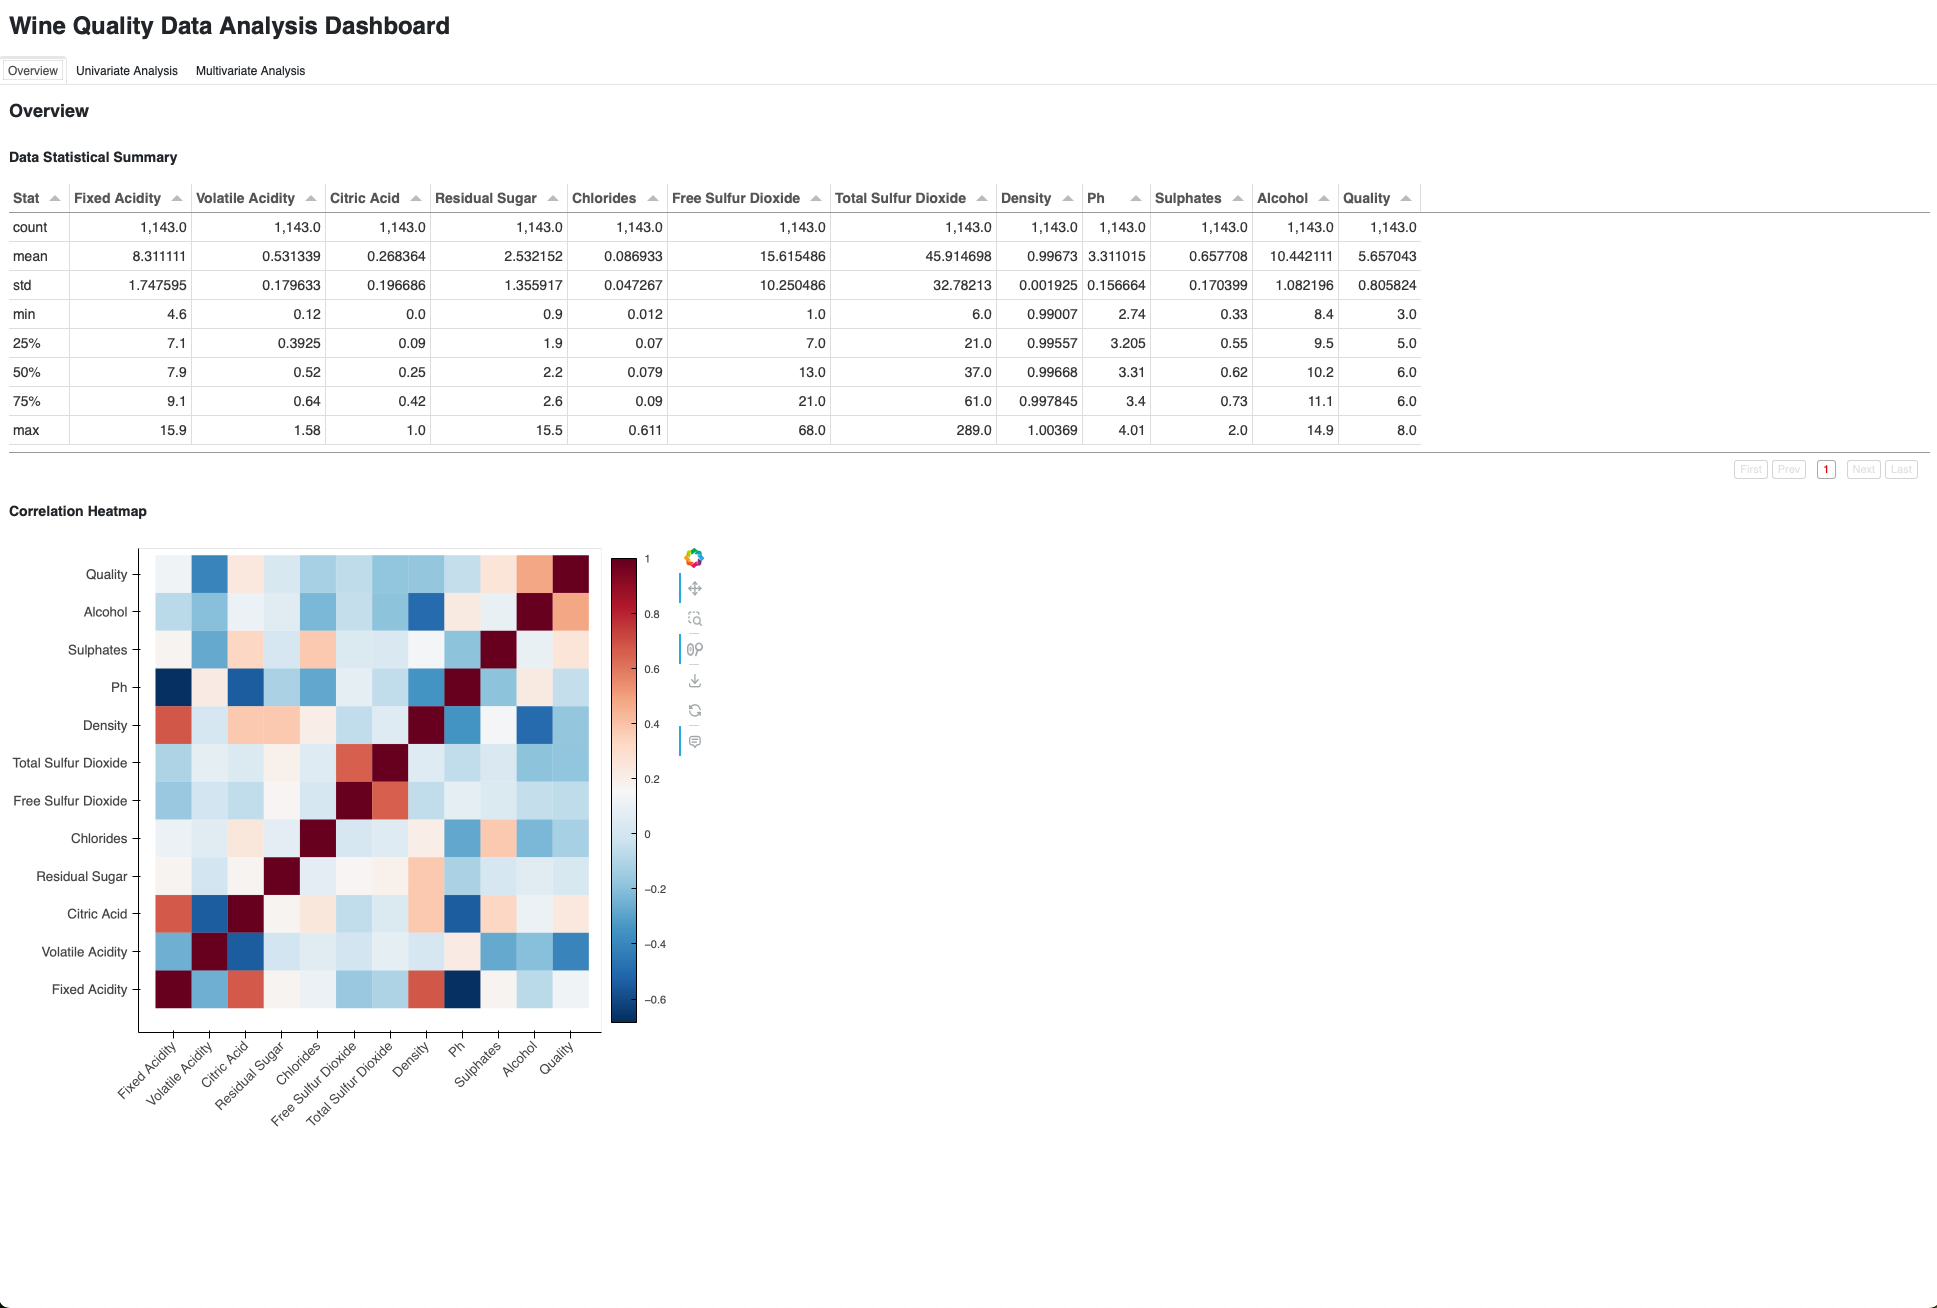 Wine Quality Data Analysis Dashboard
Overview Univariate Analysis Multivariate Analysis
Overview
Data Statistical Summary
Stat Fixed Acidity Volatile Acidity Citric Acid Residual Sugar Chlorides Free Sulfur Dioxide Total Sulfur Dioxide Density Ph Sulphates Alcohol Quality
count 1,143.0 1,143.0 1,143.0 1,143.0 1,143.0 1,143.0 1,143.0 1,143.0 1,143.0 1,143.0 1,143.0 1,143.0
mean 8.311111 0.531339 0.268364 2.532152 0.086933 15.615486 45.914698 0.99673 3.311015 0.657708 10.442111 5.657043
std 1.747595 0.179633 0.196686 1.355917 0.047267 10.250486 32.78213 0.001925 0.156664 0.170399 1.082196 0.805824
min 4.6 0.12 0.0 0.9 0.012 1.0 6.0 0.99007 2.74 0.33 8.4 3.0
25% 7.1 0.3925 0.09 1.9 0.07 7.0 21.0 0.99557 3.205 0.55 9.5 5.0
50% 7.9 0.52 0.25 2.2 0.079 13.0 37.0 0.99668 3.31 0.62 10.2 6.0
75% 9.1 0.64 0.42 2.6 0.09 21.0 61.0 0.997845 3.4 0.73 11.1 6.0
max 15.9 1.58 1.0 15.5 0.611 68.0 289.0 1.00369 4.01 2.0 14.9 8.0
First Prev 1 Next Last
Correlation Heatmap
Quality
Alcohol
Sulphates
Ph
Density
Total Sulfur Dioxide
Free Sulfur Dioxide
Chlorides
Residual Sugar
Citric Acid
Volatile Acidity
Fixed Acidity
Fixed Acidity
Volatile Acidity
Citric Acid
Residual Sugar
Chlorides
Free Sulfur Dioxide
Total Sulfur Dioxide
Density
Ph
Sulphates
Alcohol
Quality
1
0.8
0.6
0.4
0.2
0
−0.2
−0.4
−0.6